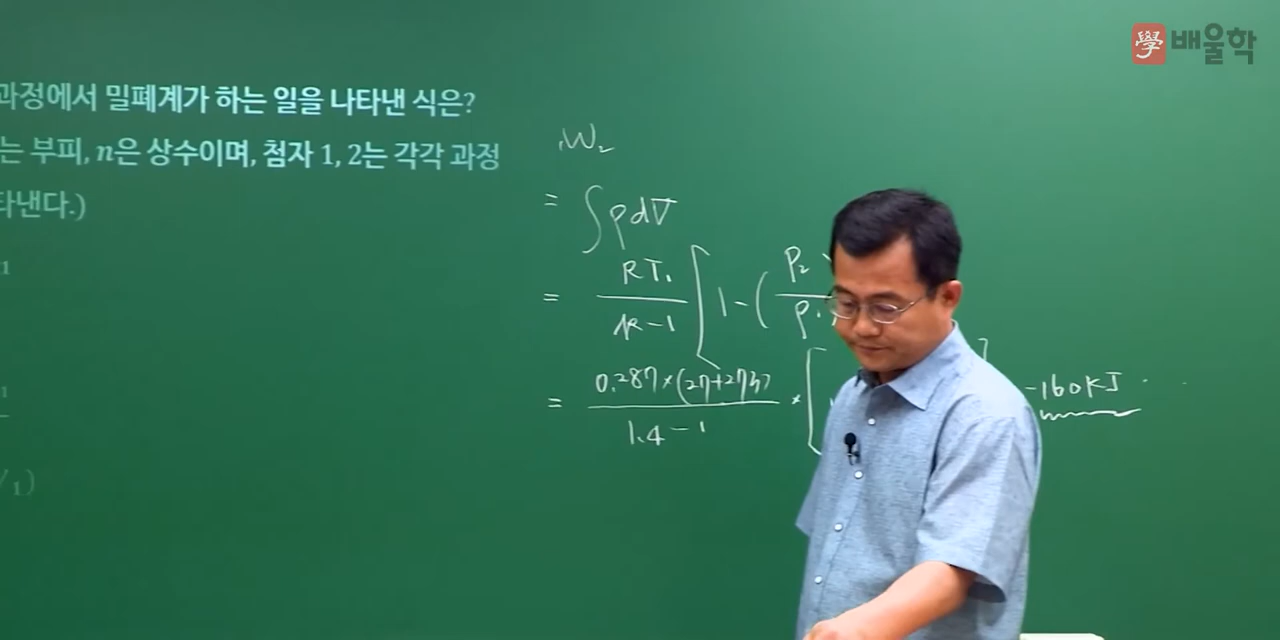 學 배울학
과정에서 밀폐계가 하는 일을 나타낸 식은?
는 부피, n은 상수이며, 첨자 1, 2는 각각 과정
타낸다.)
1
1
/₁)
₁W₂
= ∫PdV
= RT₁ / (k-1) [ 1 - ( P₂ / P₁
= 0.287×(27+273) / (1.4-1) × [ ] -160kJ